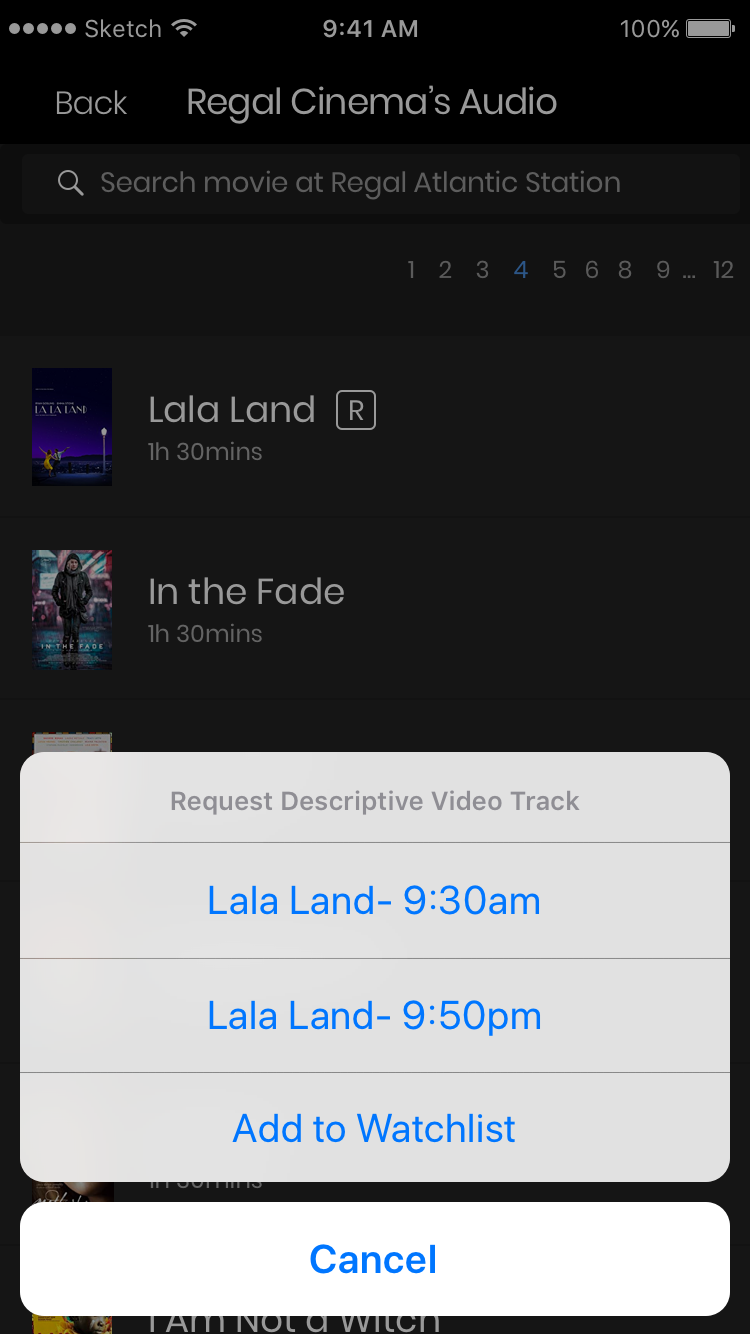 Sketch 9:41 AM 100%
Back Regal Cinema's Audio
Search movie at Regal Atlantic Station
1 2 3 4 5 6 8 9 ... 12
LA LA LAND
Lala Land R
1h 30mins
In the Fade
1h 30mins
IN THE FADE
Request Descriptive Video Track
Lala Land- 9:30am
Lala Land- 9:50pm
Add to Watchlist
1h 30mins
Cancel
I Am Not a Witch